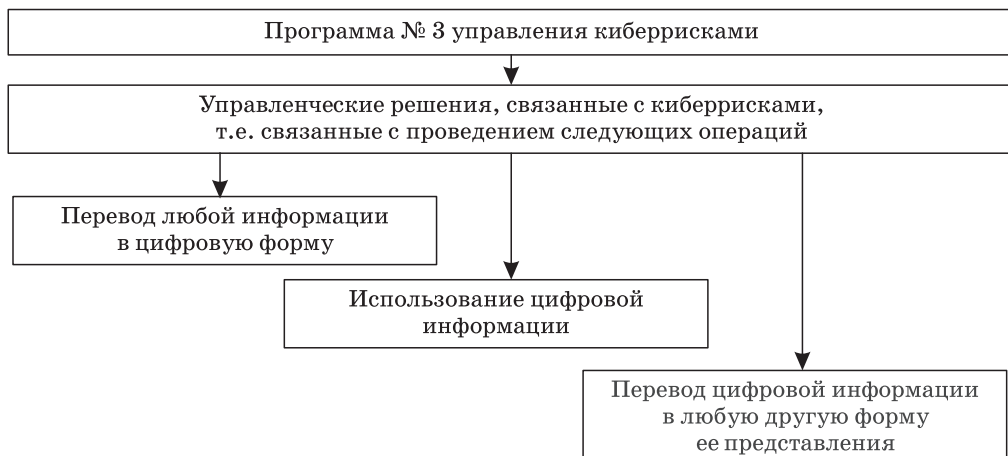 Программа № 3 управления киберрисками
Управленческие решения, связанные с киберрисками,
т.е. связанные с проведением следующих операций
Перевод любой информации
в цифровую форму
Использование цифровой
информации
Перевод цифровой информации
в любую другую форму
ее представления